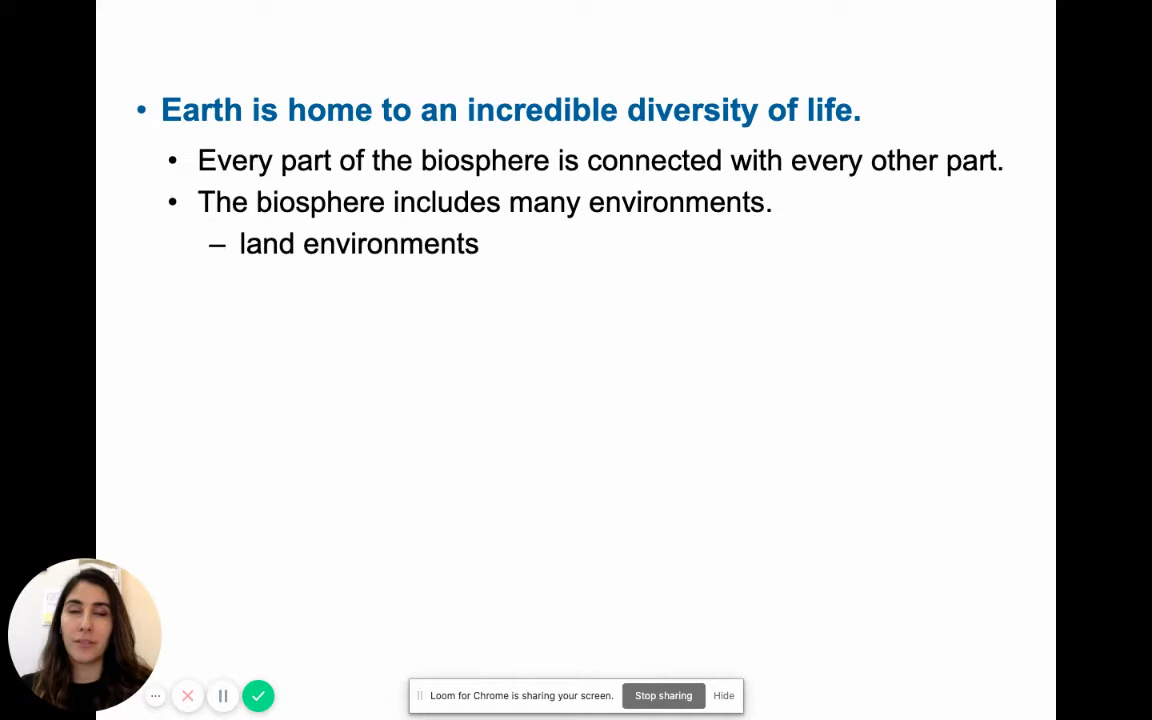 • Earth is home to an incredible diversity of life.
• Every part of the biosphere is connected with every other part.
• The biosphere includes many environments.
– land environments
Loom for Chrome is sharing your screen. Stop sharing Hide